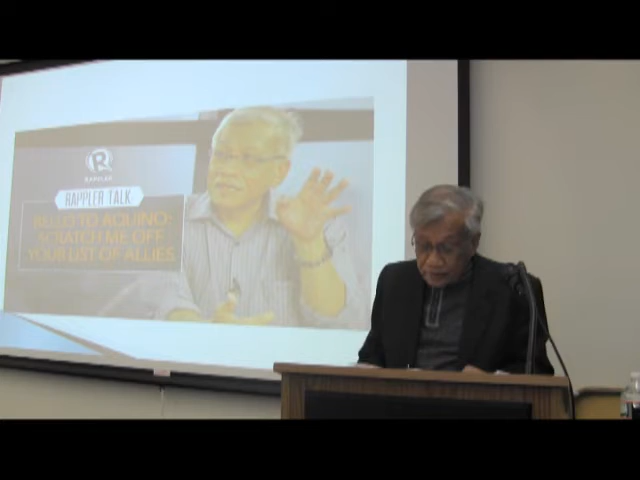 R
RAPPLER
RAPPLER TALK
BELLO TO AQUINO:
SCRATCH ME OFF
YOUR LIST OF ALLIES